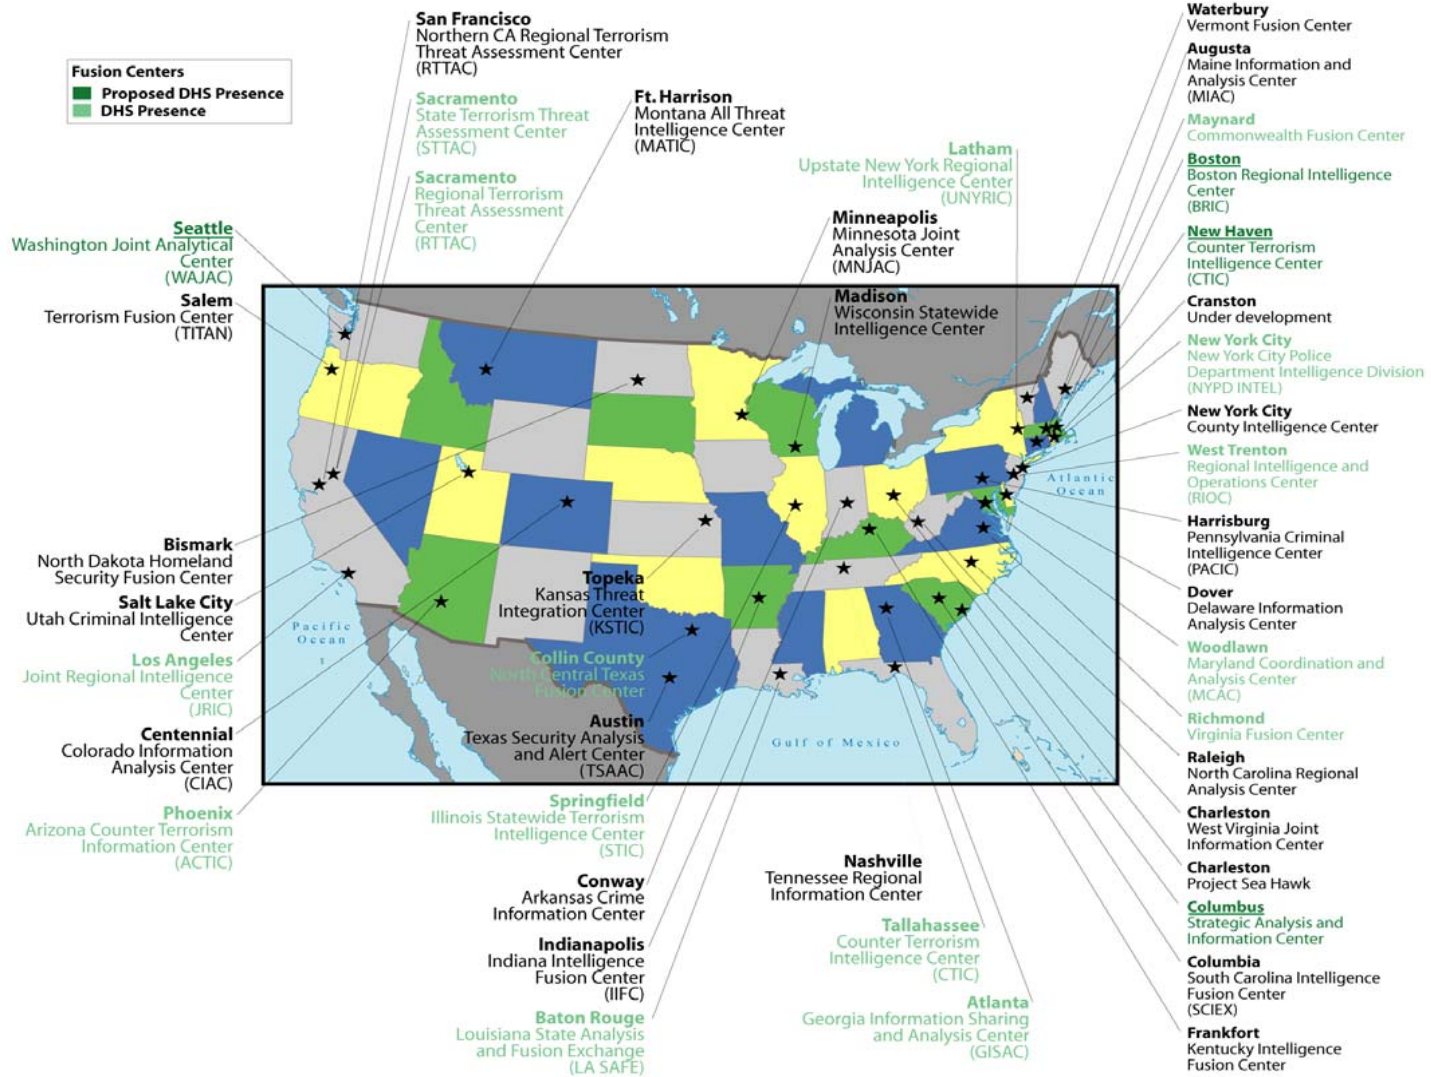 Fusion Centers
Proposed DHS Presence
DHS Presence
San Francisco
Northern CA Regional Terrorism
Threat Assessment Center
(RTTAC)
Sacramento
State Terrorism Threat
Assessment Center
(STTAC)
Sacramento
Regional Terrorism
Threat Assessment
Center
(RTTAC)
Ft. Harrison
Montana All Threat
Intelligence Center
(MATIC)
Latham
Upstate New York Regional
Intelligence Center
(UNYRIC)
Minneapolis
Minnesota Joint
Analysis Center
(MNJAC)
Madison
Wisconsin Statewide
Intelligence Center
Seattle
Washington Joint Analytical
Center
(WAJAC)
Salem
Terrorism Fusion Center
(TITAN)
Bismark
North Dakota Homeland
Security Fusion Center
Salt Lake City
Utah Criminal Intelligence
Center
Los Angeles
Joint Regional Intelligence
Center
(JRIC)
Centennial
Colorado Information
Analysis Center
(CIAC)
Phoenix
Arizona Counter Terrorism
Information Center
(ACTIC)
Pacific
Ocean
Topeka
Kansas Threat
Integration Center
(KSTIC)
Collin County
North Central Texas
Fusion Center
Austin
Texas Security Analysis
and Alert Center
(TSAAC)
Gulf of Mexico
Atlantic
Ocean
Springfield
Illinois Statewide Terrorism
Intelligence Center
(STIC)
Conway
Arkansas Crime
Information Center
Indianapolis
Indiana Intelligence
Fusion Center
(IIFC)
Baton Rouge
Louisiana State Analysis
and Fusion Exchange
(LA SAFE)
Nashville
Tennessee Regional
Information Center
Tallahassee
Counter Terrorism
Intelligence Center
(CTIC)
Atlanta
Georgia Information Sharing
and Analysis Center
(GISAC)
Waterbury
Vermont Fusion Center
Augusta
Maine Information and
Analysis Center
(MIAC)
Maynard
Commonwealth Fusion Center
Boston
Boston Regional Intelligence
Center
(BRIC)
New Haven
Counter Terrorism
Intelligence Center
(CTIC)
Cranston
Under development
New York City
New York City Police
Department Intelligence Division
(NYPD INTEL)
New York City
County Intelligence Center
West Trenton
Regional Intelligence and
Operations Center
(RIOC)
Harrisburg
Pennsylvania Criminal
Intelligence Center
(PACIC)
Dover
Delaware Information
Analysis Center
Woodlawn
Maryland Coordination and
Analysis Center
(MCAC)
Richmond
Virginia Fusion Center
Raleigh
North Carolina Regional
Analysis Center
Charleston
West Virginia Joint
Information Center
Charleston
Project Sea Hawk
Columbus
Strategic Analysis and
Information Center
Columbia
South Carolina Intelligence
Fusion Center
(SCIEX)
Frankfort
Kentucky Intelligence
Fusion Center